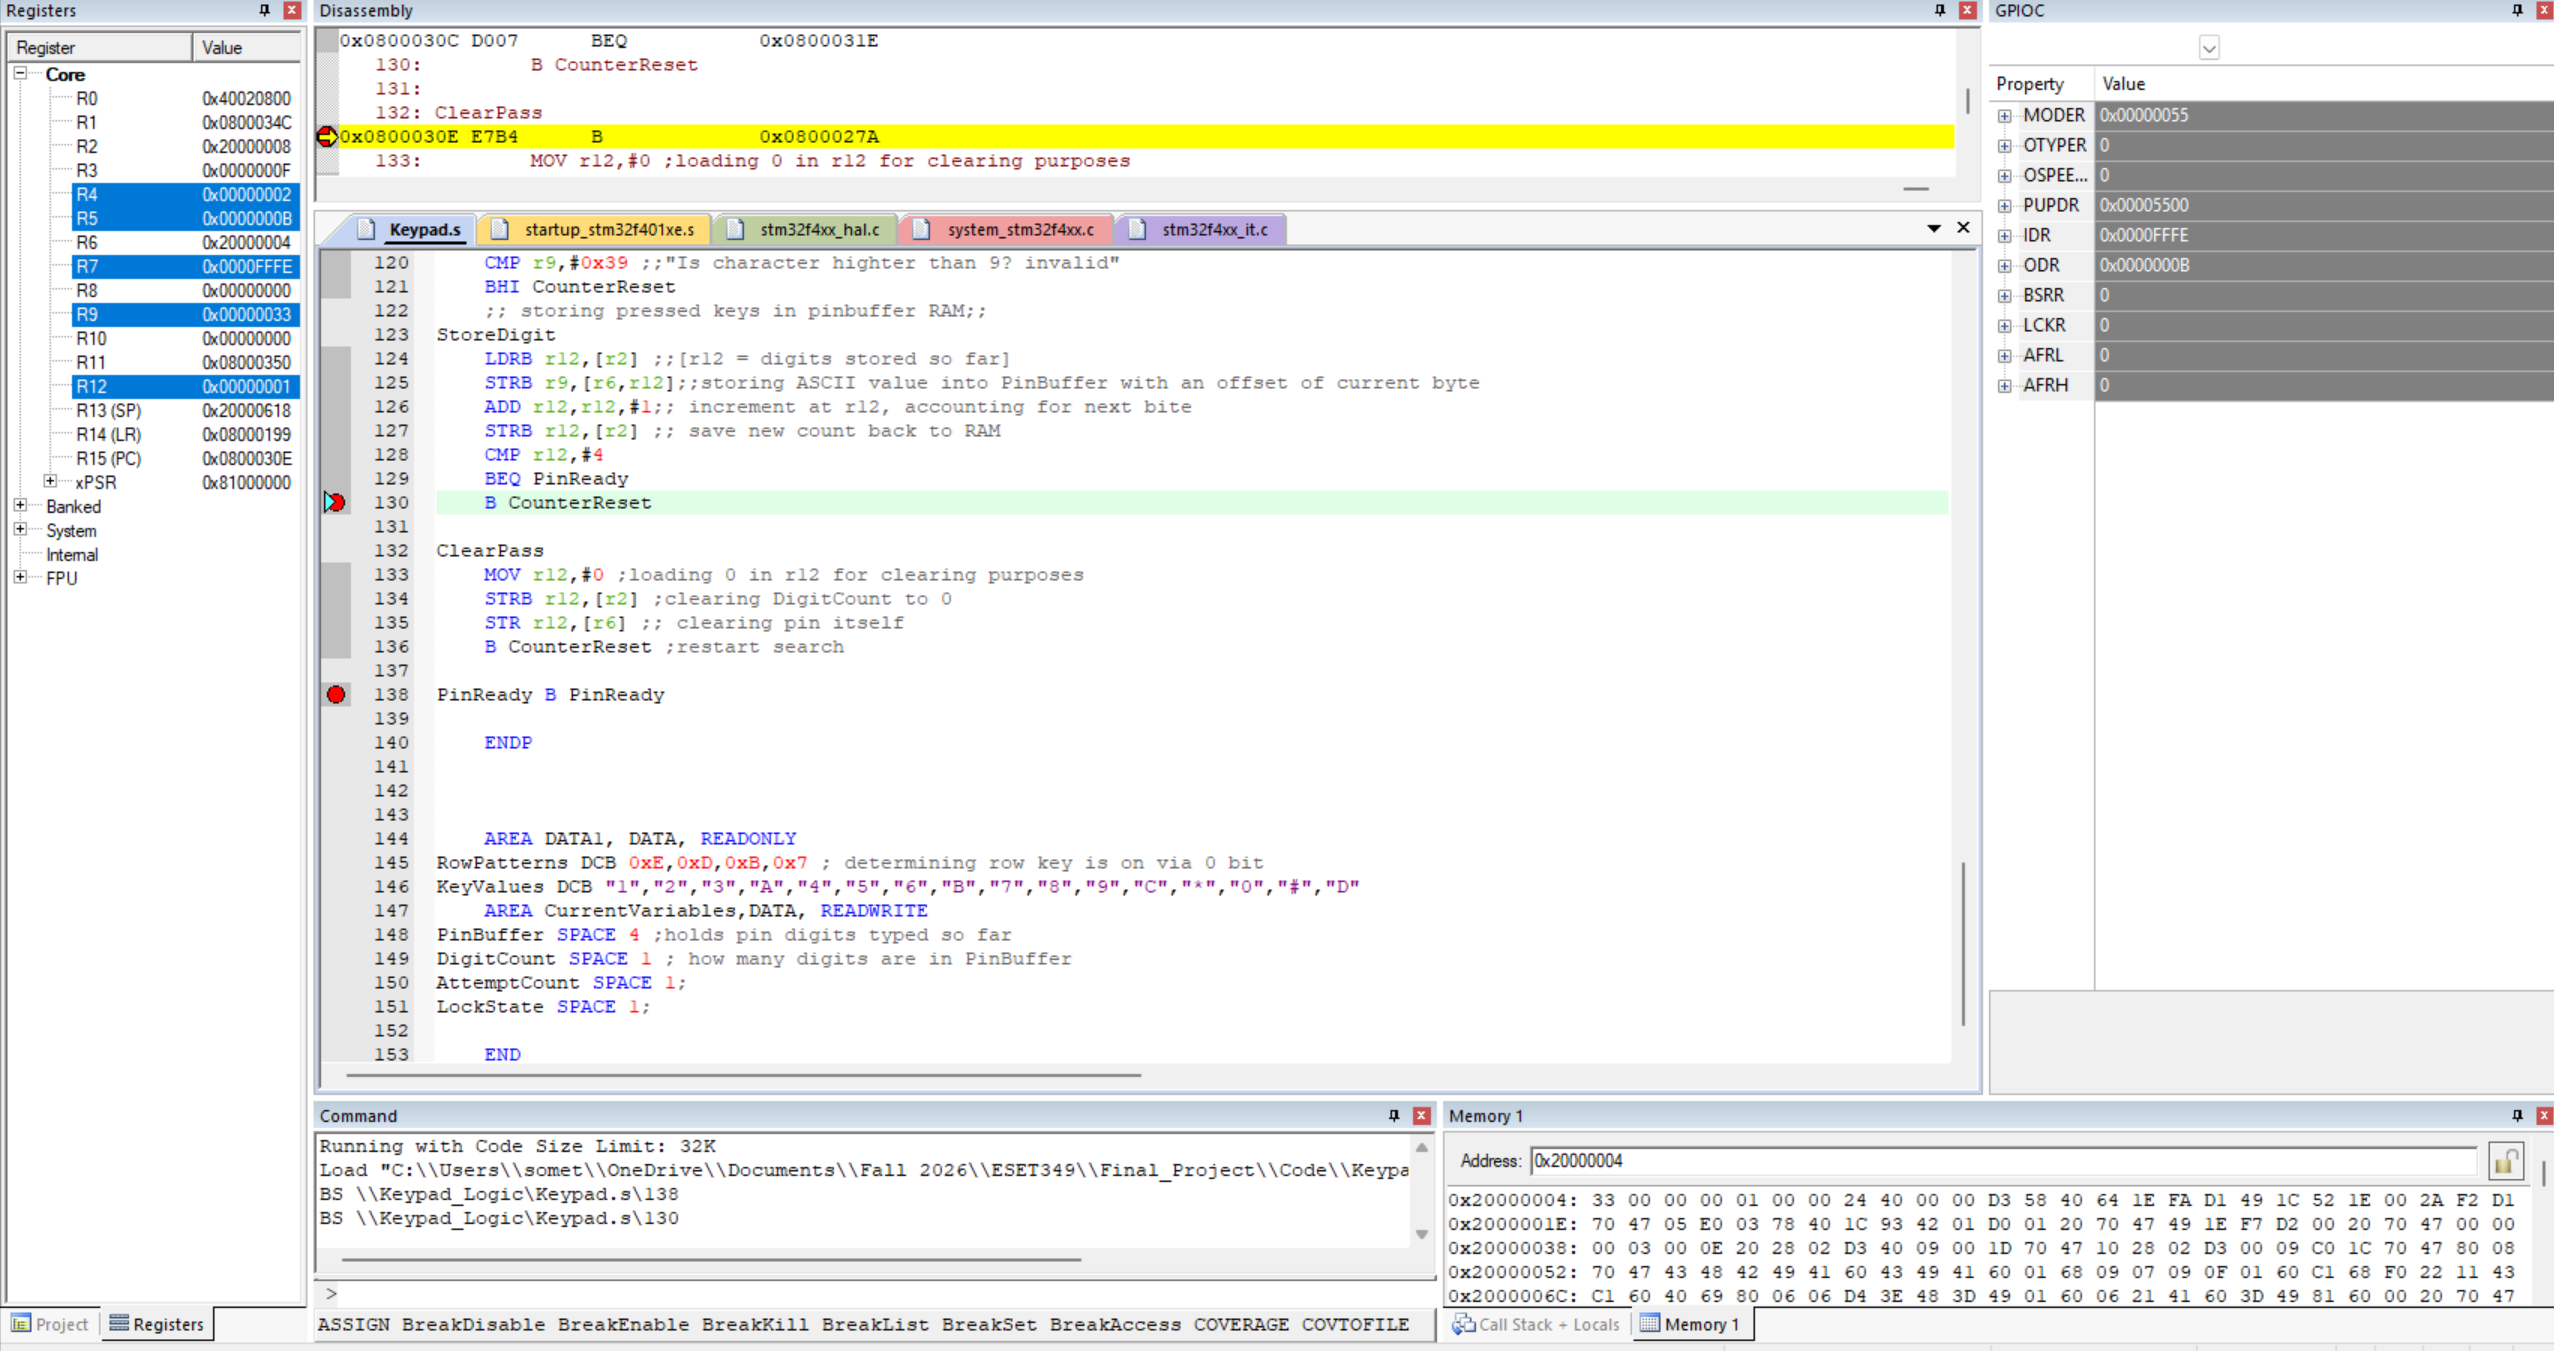 Registers
Register Value
Core
R0 0x40020800
R1 0x0800034C
R2 0x20000008
R3 0x0000000F
R4 0x00000002
R5 0x0000000B
R6 0x20000004
R7 0x0000FFFE
R8 0x00000000
R9 0x00000033
R10 0x00000000
R11 0x08000350
R12 0x00000001
R13 (SP) 0x20000618
R14 (LR) 0x08000199
R15 (PC) 0x0800030E
xPSR 0x81000000
Banked
System
Internal
FPU
Project Registers
Disassembly
0x0800030C D007 BEQ 0x0800031E
130: B CounterReset
131:
132: ClearPass
0x0800030E E7B4 B 0x0800027A
133: MOV r12,#0 ;loading 0 in r12 for clearing purposes
Keypad.s startup_stm32f401xe.s stm32f4xx_hal.c system_stm32f4xx.c stm32f4xx_it.c
120 CMP r9,#0x39 ;;"Is character highter than 9? invalid"
121 BHI CounterReset
122 ;; storing pressed keys in pinbuffer RAM;;
123 StoreDigit
124 LDRB r12,[r2] ;;[r12 = digits stored so far]
125 STRB r9,[r6,r12];;storing ASCII value into PinBuffer with an offset of current byte
126 ADD r12,r12,#1;; increment at r12, accounting for next bite
127 STRB r12,[r2] ;; save new count back to RAM
128 CMP r12,#4
129 BEQ PinReady
130 B CounterReset
131
132 ClearPass
133 MOV r12,#0 ;loading 0 in r12 for clearing purposes
134 STRB r12,[r2] ;clearing DigitCount to 0
135 STR r12,[r6] ;; clearing pin itself
136 B CounterReset ;restart search
137
138 PinReady B PinReady
139
140 ENDP
141
142
143
144 AREA DATA1, DATA, READONLY
145 RowPatterns DCB 0xE,0xD,0xB,0x7 ; determining row key is on via 0 bit
146 KeyValues DCB "1","2","3","A","4","5","6","B","7","8","9","C","*","0","#","D"
147 AREA CurrentVariables,DATA, READWRITE
148 PinBuffer SPACE 4 ;holds pin digits typed so far
149 DigitCount SPACE 1 ; how many digits are in PinBuffer
150 AttemptCount SPACE 1;
151 LockState SPACE 1;
152
153 END
GPIOC
Property Value
MODER 0x00000055
OTYPER 0
OSPEE... 0
PUPDR 0x00005500
IDR 0x0000FFFE
ODR 0x0000000B
BSRR 0
LCKR 0
AFRL 0
AFRH 0
Command
Running with Code Size Limit: 32K
Load "C:\\Users\\somet\\OneDrive\\Documents\\Fall 2026\\ESET349\\Final_Project\\Code\\Keypa
BS \\Keypad_Logic\Keypad.s\138
BS \\Keypad_Logic\Keypad.s\130
>
ASSIGN BreakDisable BreakEnable BreakKill BreakList BreakSet BreakAccess COVERAGE COVTOFILE
Memory 1
Address: 0x20000004
0x20000004: 33 00 00 00 01 00 00 24 40 00 00 D3 58 40 64 1E FA D1 49 1C 52 1E 00 2A F2 D1
0x2000001E: 70 47 05 E0 03 78 40 1C 93 42 01 D0 01 20 70 47 49 1E F7 D2 00 20 70 47 00 00
0x20000038: 00 03 00 0E 20 28 02 D3 40 09 00 1D 70 47 10 28 02 D3 00 09 C0 1C 70 47 80 08
0x20000052: 70 47 43 48 42 49 41 60 43 49 41 60 01 68 09 07 09 0F 01 60 C1 68 F0 22 11 43
0x2000006C: C1 60 40 69 80 06 06 D4 3E 48 3D 49 01 60 06 21 41 60 3D 49 81 60 00 20 70 47
Call Stack + Locals Memory 1